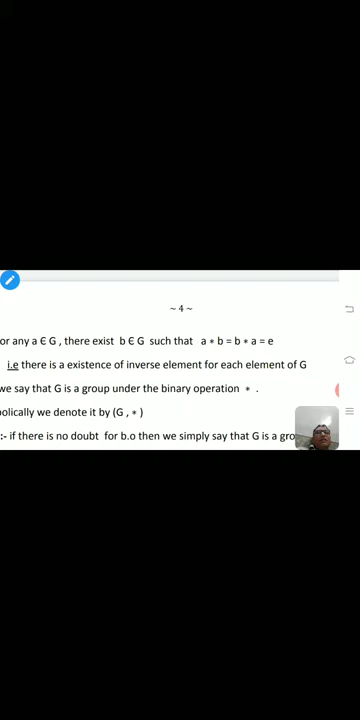 ~ 4 ~
or any a Є G , there exist b Є G such that a * b = b * a = e
i.e there is a existence of inverse element for each element of G
we say that G is a group under the binary operation * .
bolically we denote it by (G , * )
:- if there is no doubt for b.o then we simply say that G is a gro